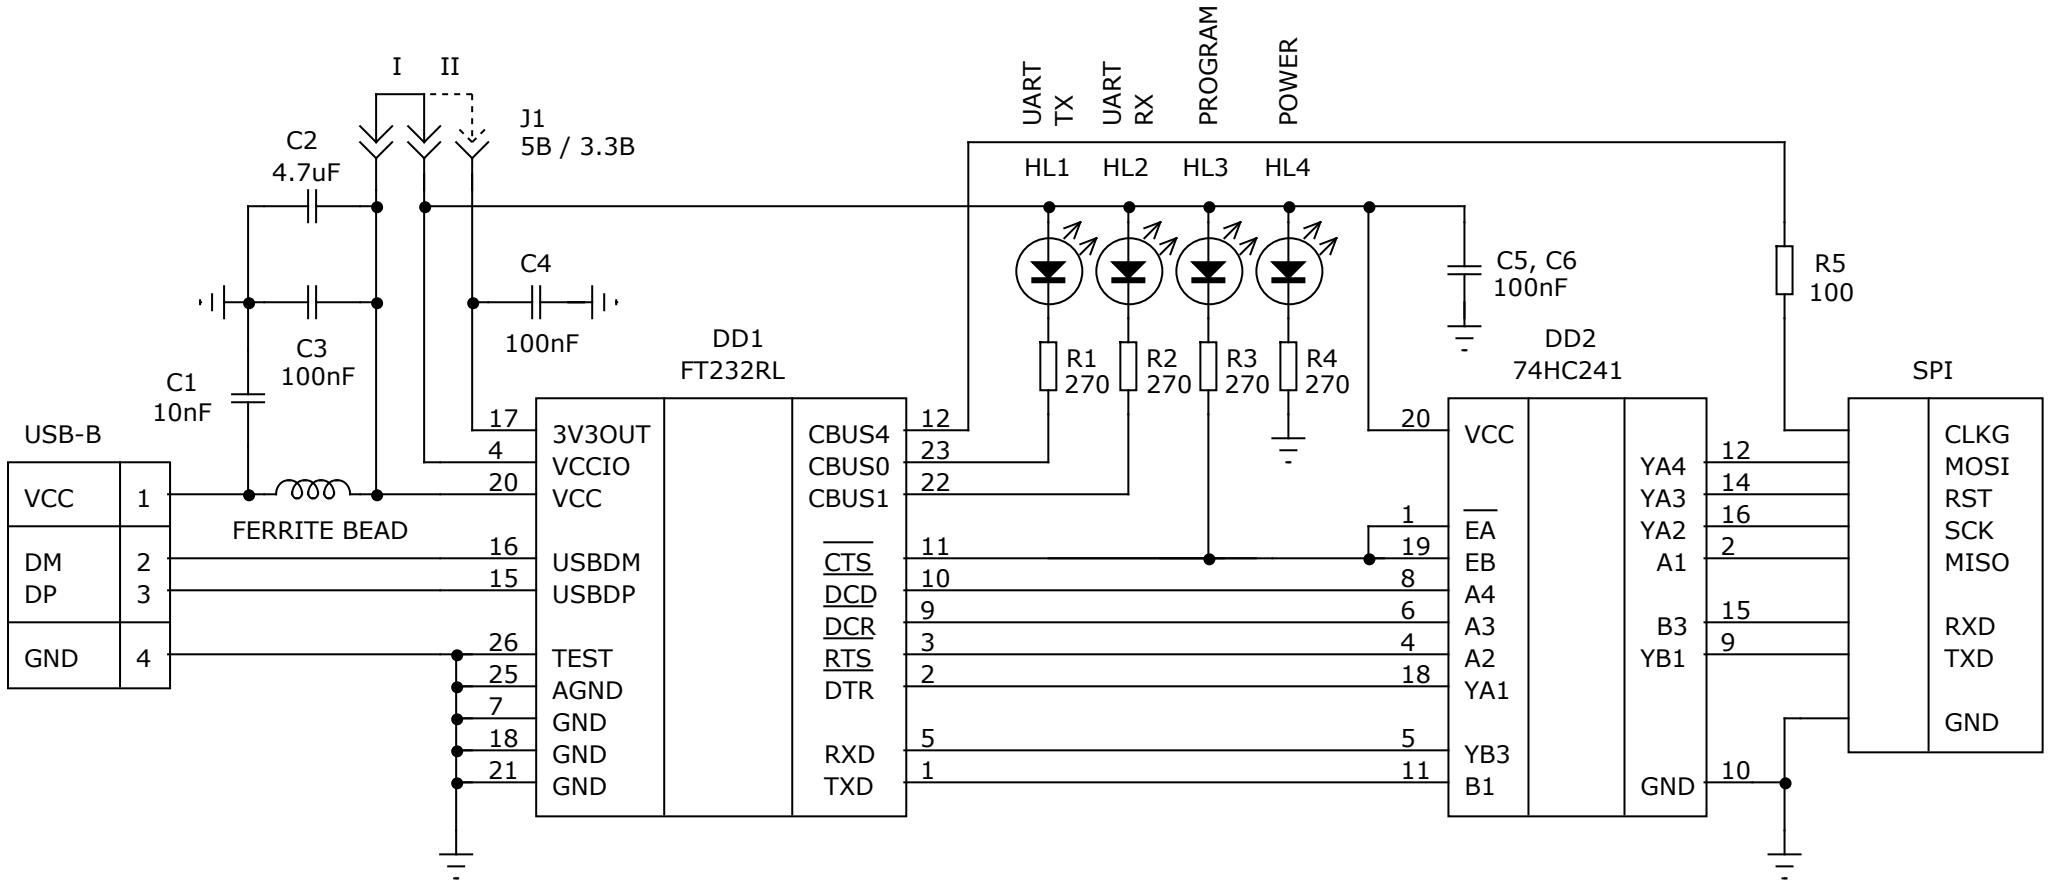 I II
J1
5B / 3.3B
C2
4.7uF
C4
100nF
C3
100nF
C1
10nF
UART
TX
UART
RX
PROGRAM
POWER
HL1 HL2 HL3 HL4
R1
270
R2
270
R3
270
R4
270
C5, C6
100nF
R5
100
USB-B
VCC 1
DM 2
DP 3
GND 4
FERRITE BEAD
DD1
FT232RL
17 3V3OUT
4 VCCIO
20 VCC
16 USBDM
15 USBDP
26 TEST
25 AGND
7 GND
18 GND
21 GND
CBUS4 12
CBUS0 23
CBUS1 22
CTS 11
DCD 10
DCR 9
RTS 3
DTR 2
RXD 5
TXD 1
DD2
74HC241
20 VCC
1 EA
19 EB
8 A4
6 A3
4 A2
18 YA1
5 YB3
11 B1
YA4 12
YA3 14
YA2 16
A1 2
B3 15
YB1 9
GND 10
SPI
CLKG
MOSI
RST
SCK
MISO
RXD
TXD
GND